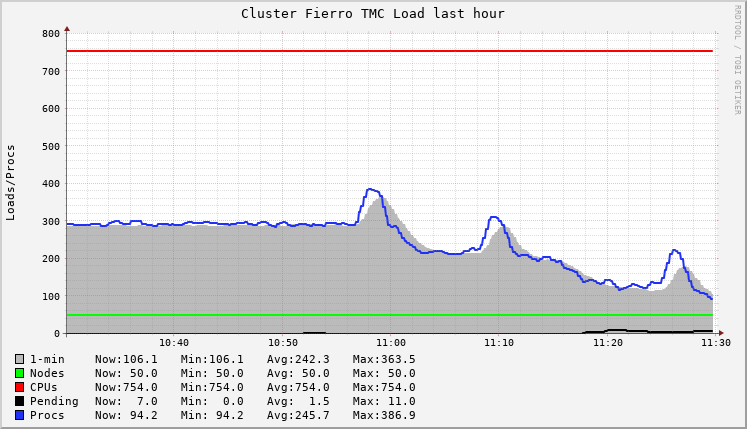 Cluster Fierro TMC Load last hour
RRDTOOL / TOBI OETIKER
Loads/Procs
800
700
600
500
400
300
200
100
0
10:40 10:50 11:00 11:10 11:20 11:30
1-min Now:106.1 Min:106.1 Avg:242.3 Max:363.5
Nodes Now: 50.0 Min: 50.0 Avg: 50.0 Max: 50.0
CPUs Now:754.0 Min:754.0 Avg:754.0 Max:754.0
Pending Now: 7.0 Min: 0.0 Avg: 1.5 Max: 11.0
Procs Now: 94.2 Min: 94.2 Avg:245.7 Max:386.9